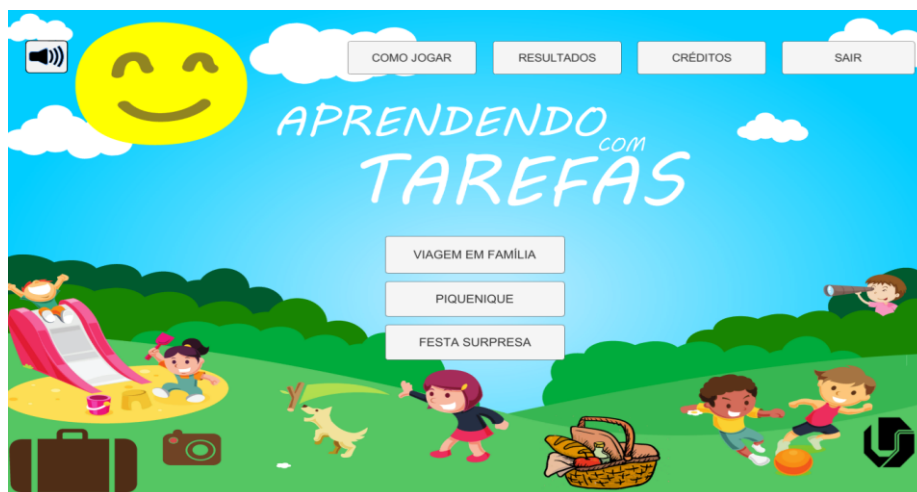 COMO JOGAR
RESULTADOS
CRÉDITOS
SAIR
APRENDENDO
COM
TAREFAS
VIAGEM EM FAMÍLIA
PIQUENIQUE
FESTA SURPRESA